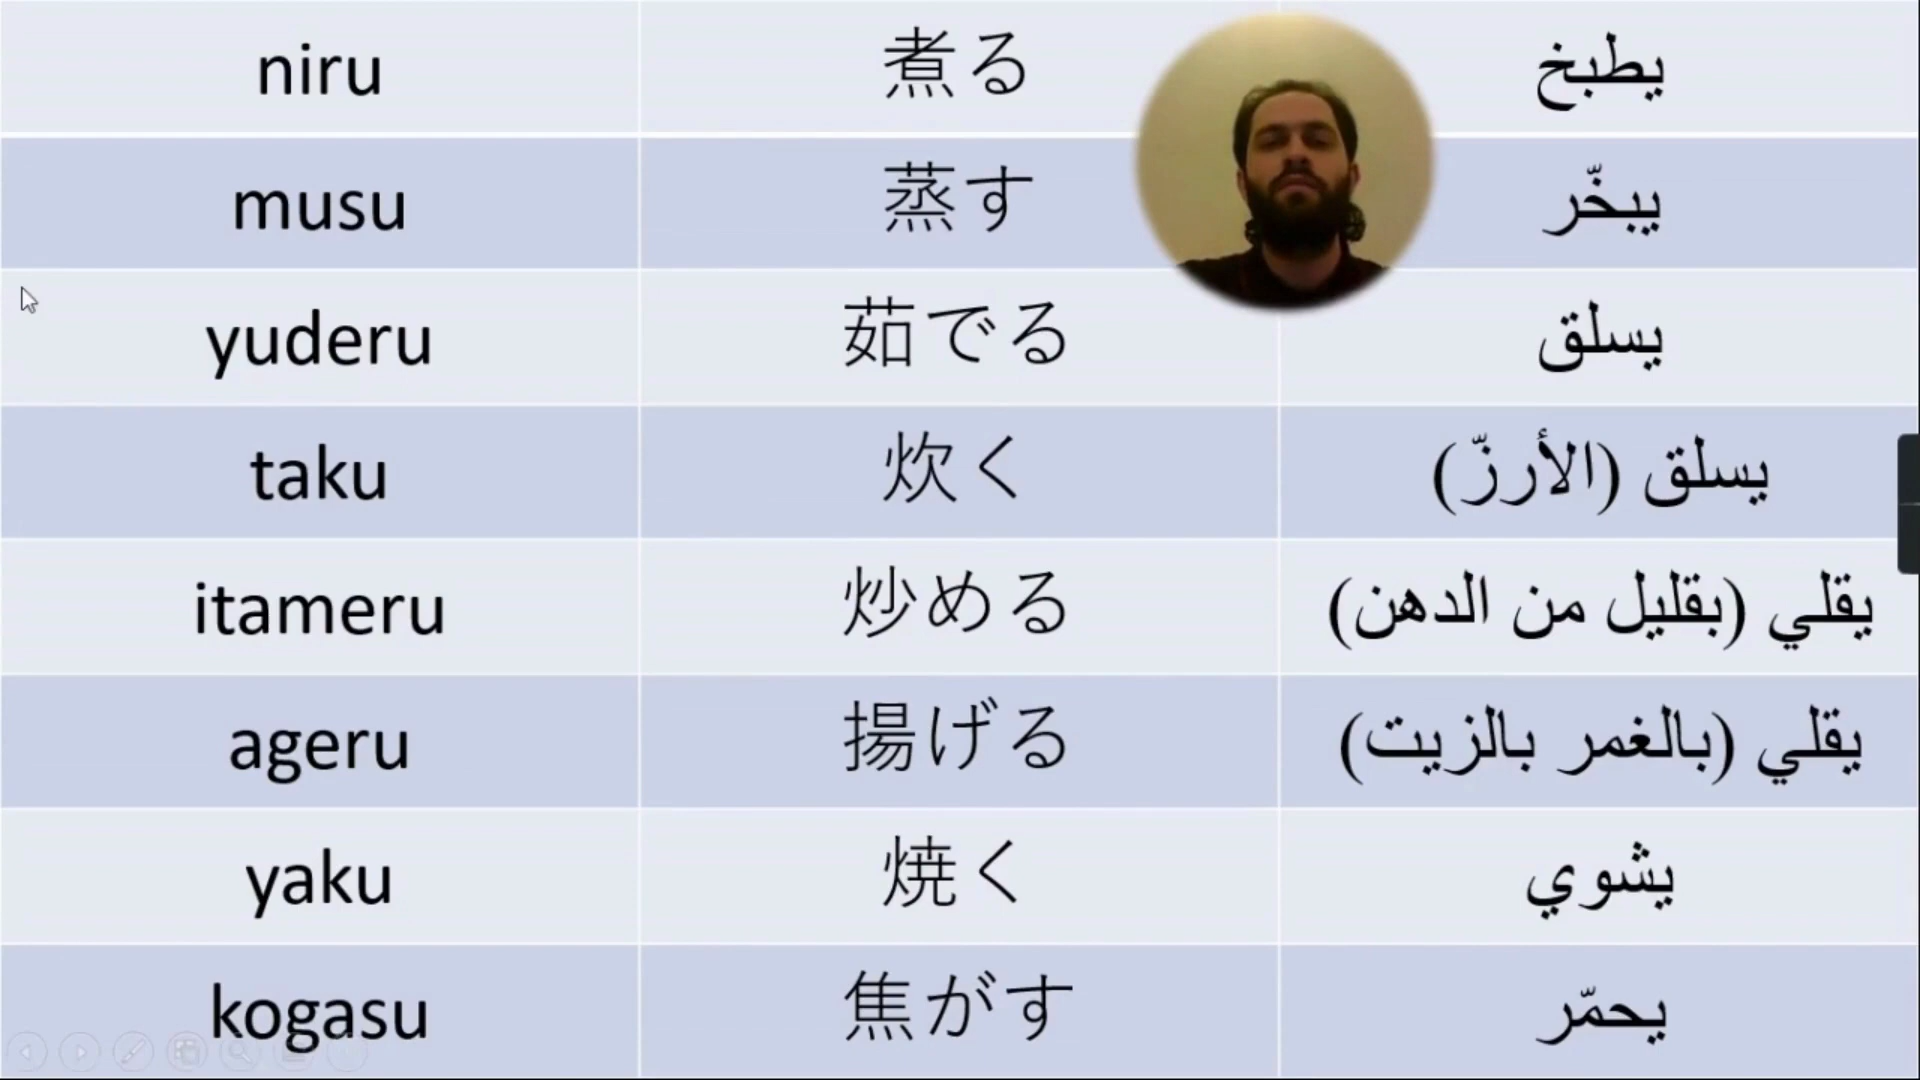 niru 煮る يطبخ
musu 蒸す يبخّر
yuderu 茹でる يسلق
taku 炊く يسلق (الأرزّ)
itameru 炒める يقلي (بقليل من الدهن)
ageru 揚げる يقلي (بالغمر بالزيت)
yaku 焼く يشوي
kogasu 焦がす يحمّر